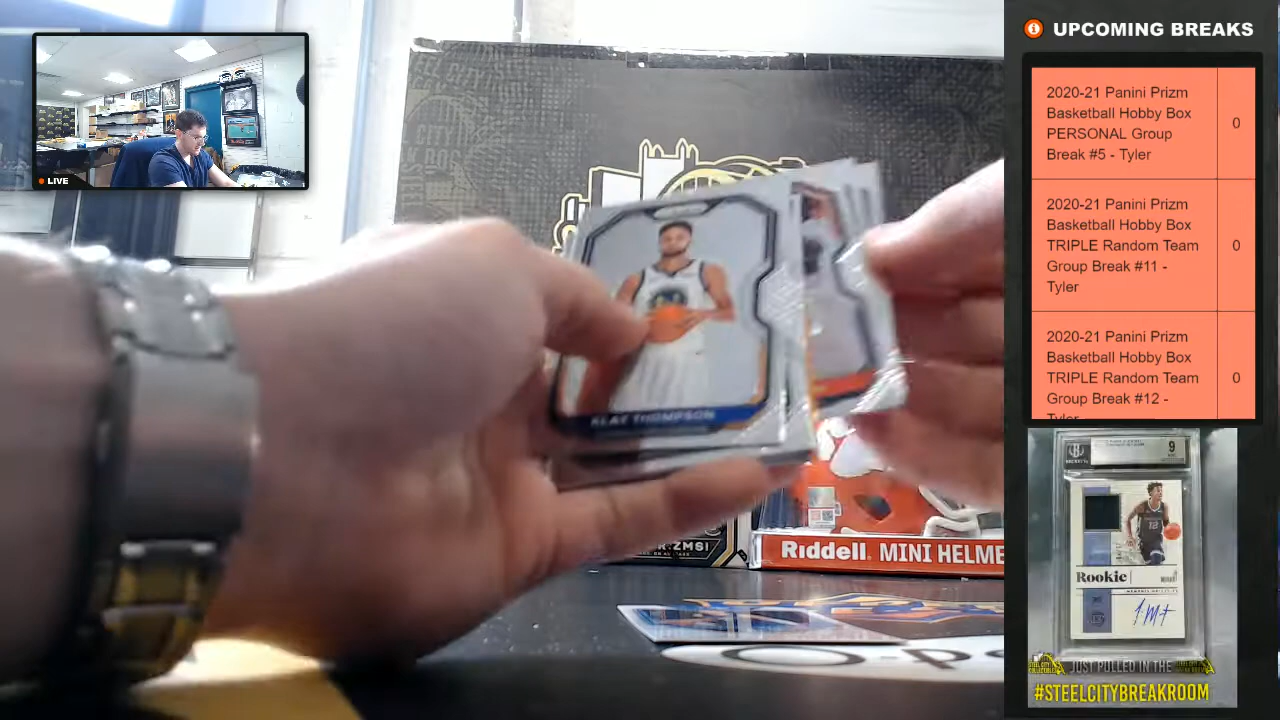 LIVE
KLAY THOMPSON
Riddell MINI HELME
UPCOMING BREAKS
2020-21 Panini Prizm
Basketball Hobby Box
PERSONAL Group
Break #5 - Tyler
0
2020-21 Panini Prizm
Basketball Hobby Box
TRIPLE Random Team
Group Break #11 -
Tyler
0
2020-21 Panini Prizm
Basketball Hobby Box
TRIPLE Random Team
Group Break #12 -
Tyler
0
9
12
Rookie
JUST PULLED IN THE
#STEELCITYBREAKROOM